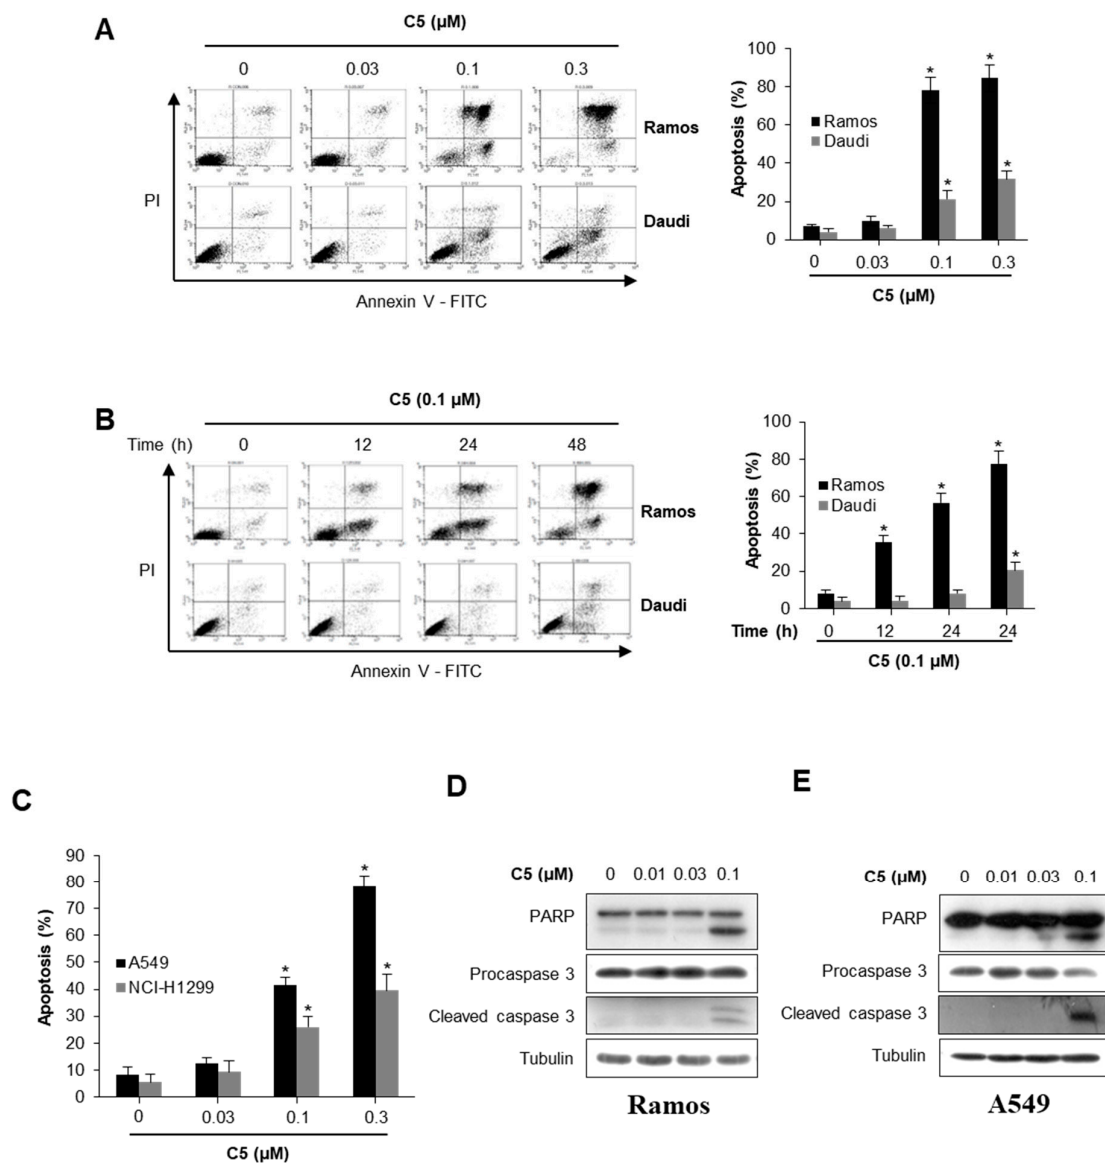 A
C5 (µM)
0 0.03 0.1 0.3
Ramos
Daudi
PI
Annexin V - FITC
Apoptosis (%)
100
80
60
40
20
0
Ramos
Daudi
* * * *
0 0.03 0.1 0.3
C5 (µM)
B
C5 (0.1 µM)
Time (h) 0 12 24 48
Ramos
Daudi
PI
Annexin V - FITC
Apoptosis (%)
100
80
60
40
20
0
Ramos
Daudi
* * * *
Time (h) 0 12 24 24
C5 (0.1 µM)
C
Apoptosis (%)
90
80
70
60
50
40
30
20
10
0
A549
NCI-H1299
* * * *
0 0.03 0.1 0.3
C5 (µM)
D
C5 (µM) 0 0.01 0.03 0.1
PARP
Procaspase 3
Cleaved caspase 3
Tubulin
Ramos
E
C5 (µM) 0 0.01 0.03 0.1
PARP
Procaspase 3
Cleaved caspase 3
Tubulin
A549